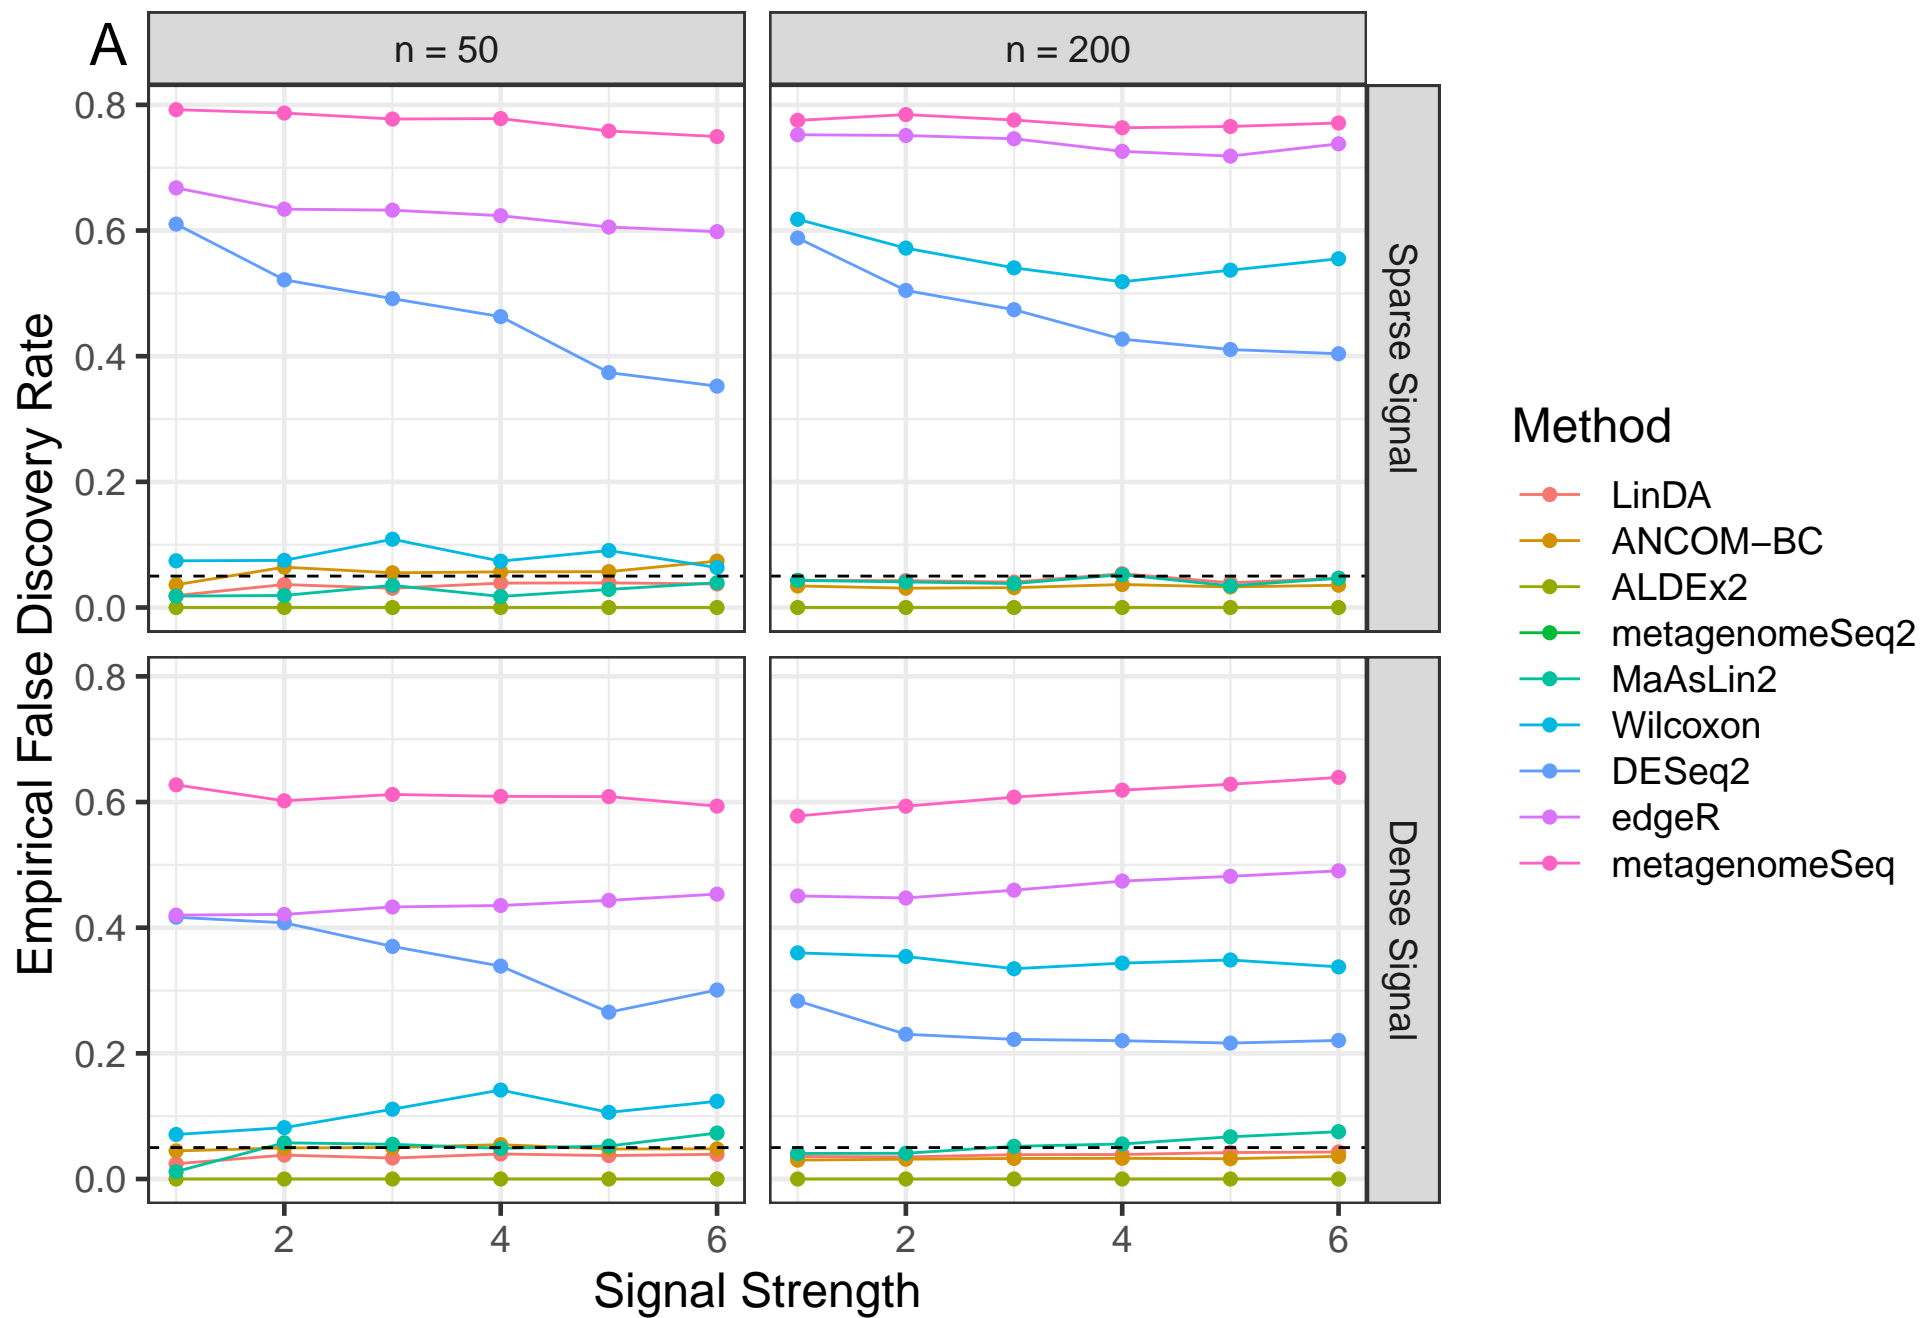 A
n = 50
n = 200
Empirical False Discovery Rate
0.8
0.6
0.4
0.2
0.0
Sparse Signal
0.8
0.6
0.4
0.2
0.0
Dense Signal
2
4
6
2
4
6
Signal Strength
Method
LinDA
ANCOM−BC
ALDEx2
metagenomeSeq2
MaAsLin2
Wilcoxon
DESeq2
edgeR
metagenomeSeq